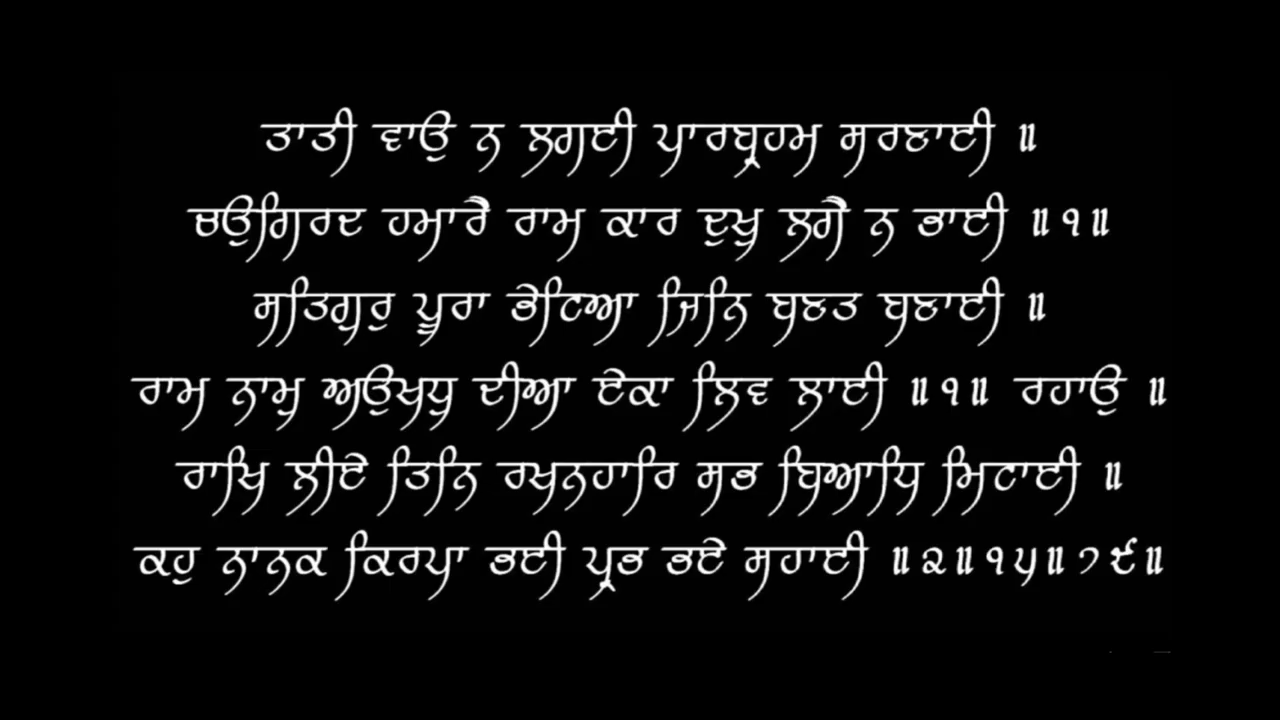 ਤਾਤੀ ਵਾਉ ਨ ਲਗਈ ਪਾਰਬ੍ਰਹਮ ਸਰਣਾਈ ॥
ਚਉਗਿਰਦ ਹਮਾਰੈ ਰਾਮ ਕਾਰ ਦੁਖੁ ਲਗੈ ਨ ਭਾਈ ॥੧॥
ਸਤਿਗੁਰੁ ਪੂਰਾ ਭੇਟਿਆ ਜਿਨਿ ਬਣਤ ਬਣਾਈ ॥
ਰਾਮ ਨਾਮੁ ਅਉਖਧੁ ਦੀਆ ਏਕਾ ਲਿਵ ਲਾਈ ॥੧॥ ਰਹਾਉ ॥
ਰਾਖਿ ਲੀਏ ਤਿਨਿ ਰਖਨਹਾਰਿ ਸਭ ਬਿਆਧਿ ਮਿਟਾਈ ॥
ਕਹੁ ਨਾਨਕ ਕਿਰਪਾ ਭਈ ਪ੍ਰਭ ਭਏ ਸਹਾਈ ॥੨॥੧੫॥੭੯॥